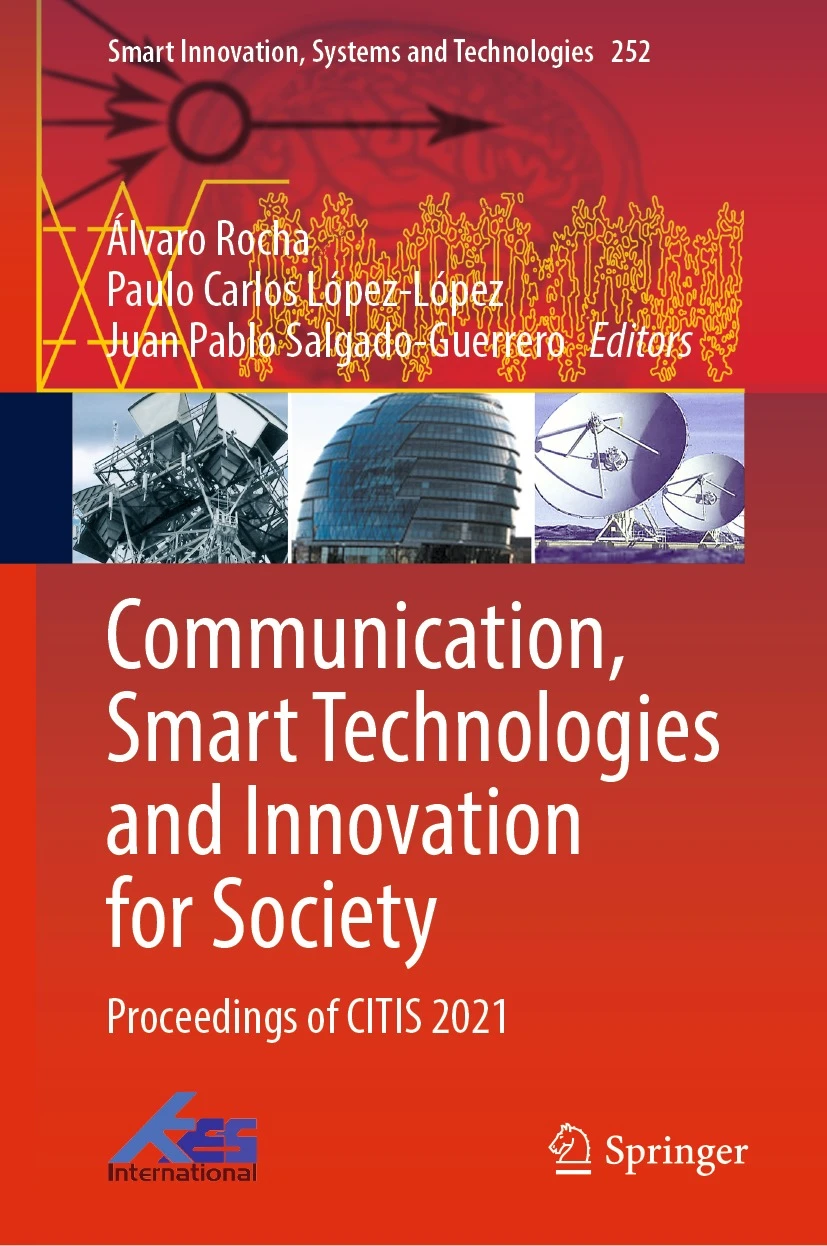 Smart Innovation, Systems and Technologies 252
Álvaro Rocha
Paulo Carlos López-López
Juan Pablo Salgado-Guerrero Editors
Communication,
Smart Technologies
and Innovation
for Society
Proceedings of CITIS 2021
KES
International
Springer